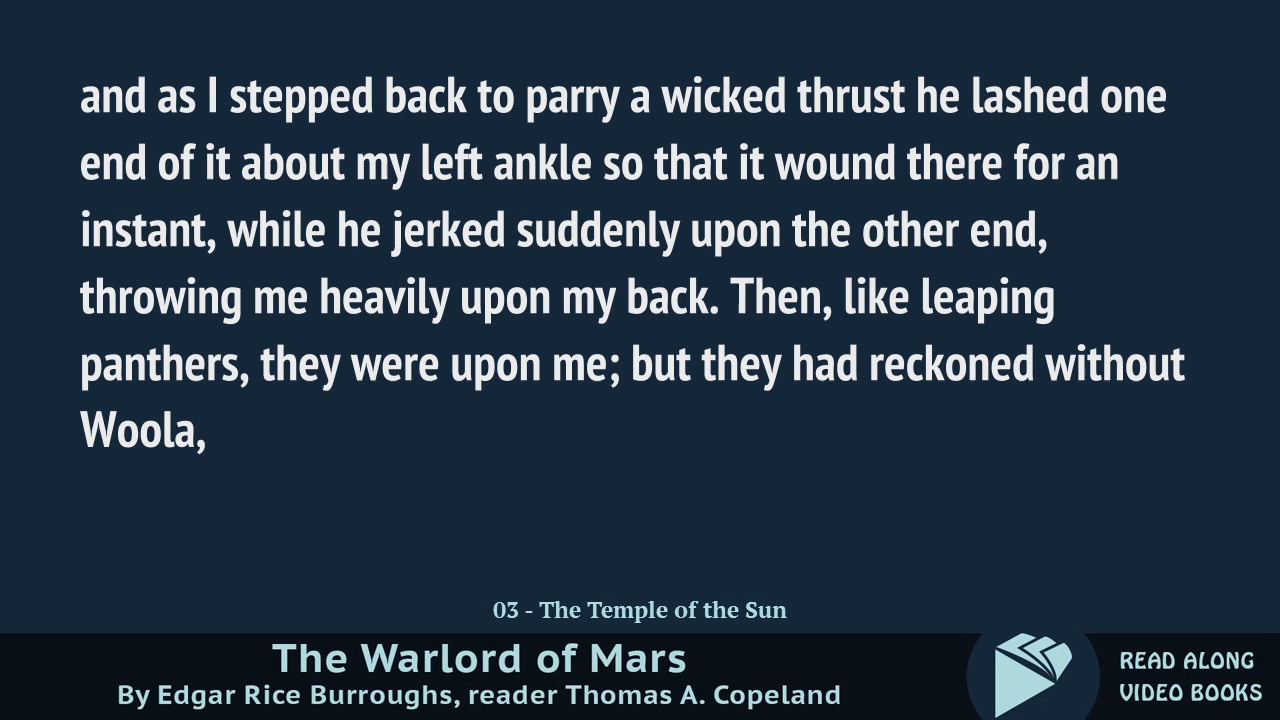 and as I stepped back to parry a wicked thrust he lashed one
end of it about my left ankle so that it wound there for an
instant, while he jerked suddenly upon the other end,
throwing me heavily upon my back. Then, like leaping
panthers, they were upon me; but they had reckoned without
Woola,
03 - The Temple of the Sun
The Warlord of Mars
By Edgar Rice Burroughs, reader Thomas A. Copeland
READ ALONG
VIDEO BOOKS